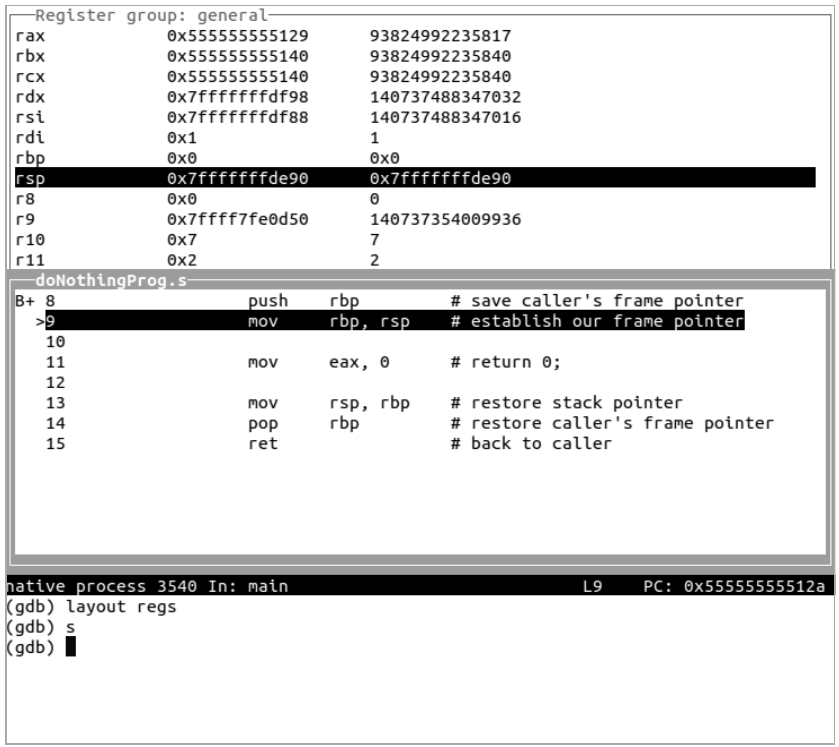 Register group: general
rax 0x555555555129 93824992235817
rbx 0x555555555140 93824992235840
rcx 0x555555555140 93824992235840
rdx 0x7fffffffdf98 140737488347032
rsi 0x7fffffffdf88 140737488347016
rdi 0x1 1
rbp 0x0 0x0
rsp 0x7fffffffde90 0x7fffffffde90
r8 0x0 0
r9 0x7ffff7fe0d50 140737354009936
r10 0x7 7
r11 0x2 2
doNothingProg.s
B+ 8 push rbp # save caller's frame pointer
>9 mov rbp, rsp # establish our frame pointer
10
11 mov eax, 0 # return 0;
12
13 mov rsp, rbp # restore stack pointer
14 pop rbp # restore caller's frame pointer
15 ret # back to caller
native process 3540 In: main L9 PC: 0x55555555512a
(gdb) layout regs
(gdb) s
(gdb)